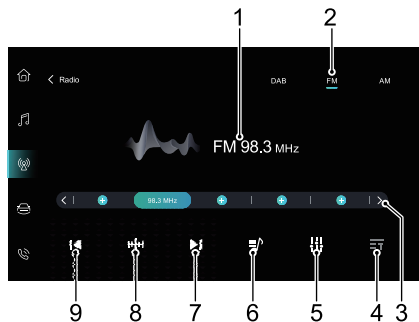 1
2
Radio
DAB
FM
AM
FM 98.3 MHz
98.3 MHz
9
8
7
6
5
4
3